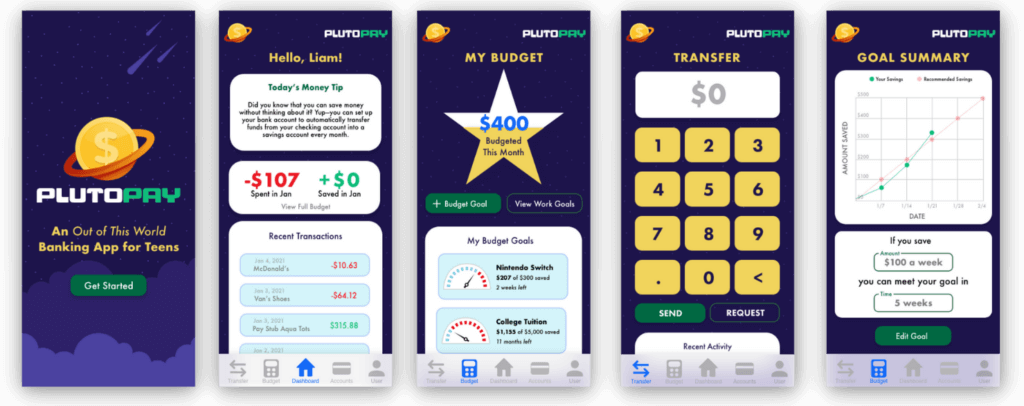 $
PLUTOPAY
An Out of This World
Banking App for Teens
Get Started
$
PLUTOPAY
Hello, Liam!
Today's Money Tip
Did you know that you can save money
without thinking about it? Yup—you can set up
your bank account to automatically transfer
funds from your checking account into a
savings account every month.
-$107
Spent in Jan
+$0
Saved in Jan
View Full Budget
Recent Transactions
Jan 6, 2021
McDonald's
-$10.63
Jan 5, 2021
Van's Shoes
-$64.12
Jan 3, 2021
Pay Stub Aqua Tots
$315.88
Jan 2, 2021
Transfer
Budget
Dashboard
Accounts
User
$
PLUTOPAY
MY BUDGET
$400
Budgeted
This Month
+ Budget Goal
View Work Goals
My Budget Goals
Nintendo Switch
$207 of $300 saved
2 weeks left
College Tuition
$1,155 of $5,000 saved
11 months left
Transfer
Budget
Dashboard
Accounts
User
$
PLUTOPAY
TRANSFER
$0
1 2 3
4 5 6
7 8 9
. 0 <
SEND
REQUEST
Recent Activity
Transfer
Budget
Dashboard
Accounts
User
$
PLUTOPAY
GOAL SUMMARY
Your Savings
Recommended Savings
AMOUNT SAVED
$500
$400
$300
$200
$100
1/7
1/14
1/21
1/28
2/4
DATE
If you save
Amount
$100 a week
you can meet your goal in
Time
5 weeks
Edit Goal
Transfer
Budget
Dashboard
Accounts
User